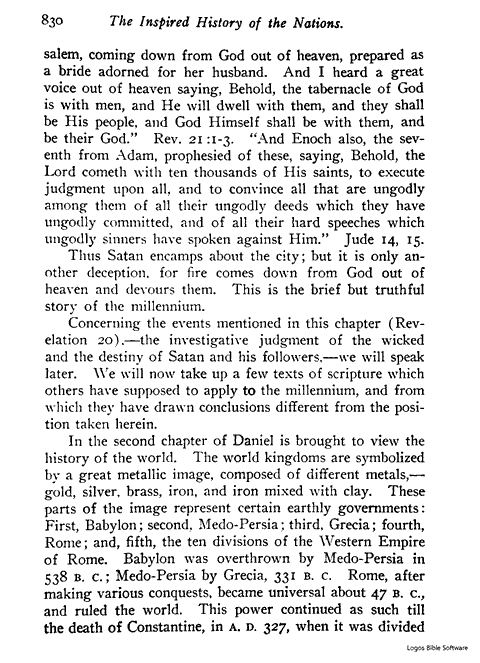 830 The Inspired History of the Nations.
salem, coming down from God out of heaven, prepared as
a bride adorned for her husband. And I heard a great
voice out of heaven saying, Behold, the tabernacle of God
is with men, and He will dwell with them, and they shall
be His people, and God Himself shall be with them, and
be their God." Rev. 21:1-3. "And Enoch also, the sev-
enth from Adam, prophesied of these, saying, Behold, the
Lord cometh with ten thousands of His saints, to execute
judgment upon all, and to convince all that are ungodly
among them of all their ungodly deeds which they have
ungodly committed, and of all their hard speeches which
ungodly sinners have spoken against Him." Jude 14, 15.
Thus Satan encamps about the city; but it is only an-
other deception, for fire comes down from God out of
heaven and devours them. This is the brief but truthful
story of the millennium.
Concerning the events mentioned in this chapter (Rev-
elation 20),—the investigative judgment of the wicked
and the destiny of Satan and his followers,—we will speak
later. We will now take up a few texts of scripture which
others have supposed to apply to the millennium, and from
which they have drawn conclusions different from the posi-
tion taken herein.
In the second chapter of Daniel is brought to view the
history of the world. The world kingdoms are symbolized
by a great metallic image, composed of different metals,—
gold, silver, brass, iron, and iron mixed with clay. These
parts of the image represent certain earthly governments:
First, Babylon; second, Medo-Persia; third, Grecia; fourth,
Rome; and, fifth, the ten divisions of the Western Empire
of Rome. Babylon was overthrown by Medo-Persia in
538 B. C.; Medo-Persia by Grecia, 331 B. C. Rome, after
making various conquests, became universal about 47 B. C.,
and ruled the world. This power continued as such till
the death of Constantine, in A. D. 327, when it was divided
Logos Bible Software